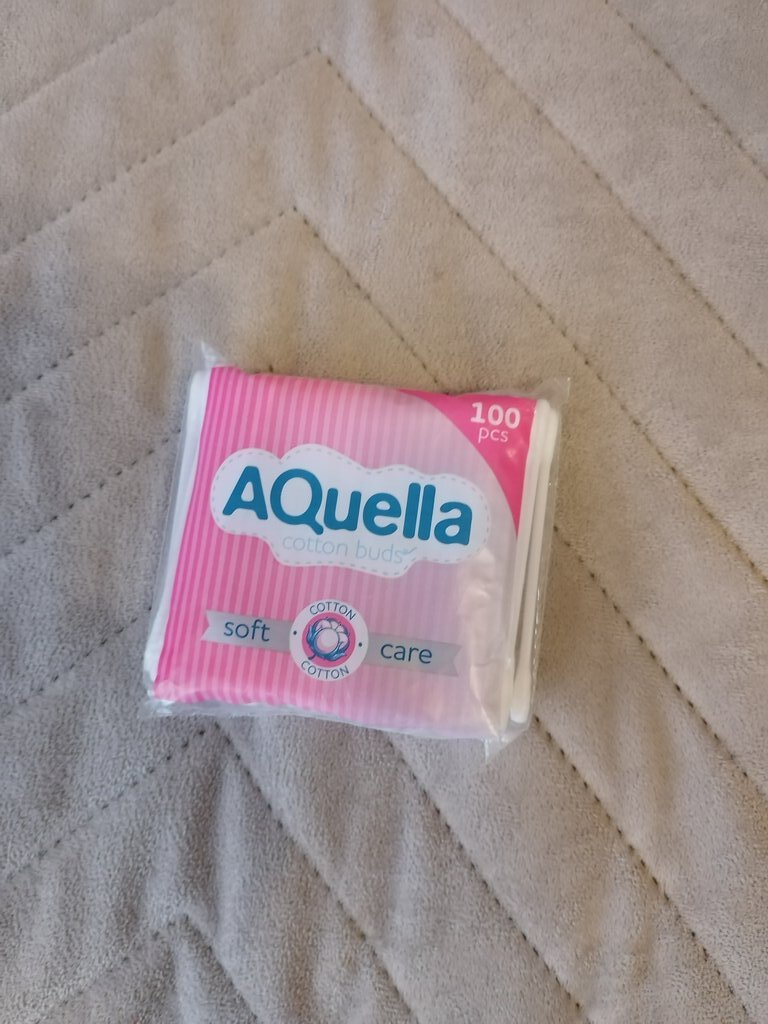 100
pcs
AQuella
cotton buds
COTTON
soft care
COTTON